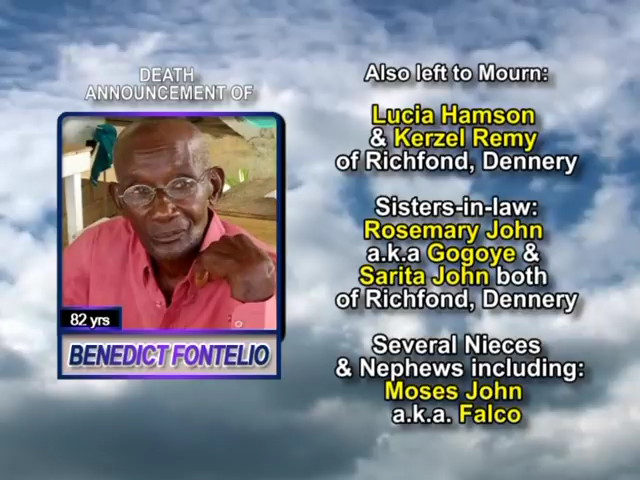 DEATH
ANNOUNCEMENT OF
82 yrs
BENEDICT FONTELIO
Also left to Mourn:
Lucia Hamson
& Kerzel Remy
of Richfond, Dennery
Sisters-in-law:
Rosemary John
a.k.a Gogoye &
Sarita John both
of Richfond, Dennery
Several Nieces
& Nephews including:
Moses John
a.k.a. Falco